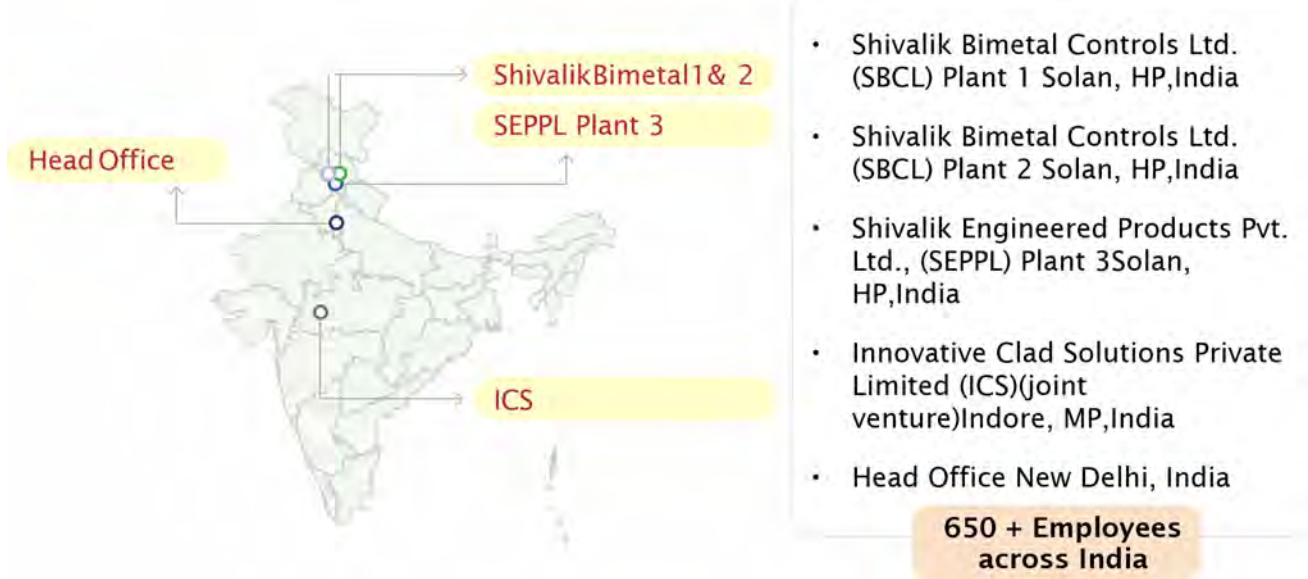 ShivalikBimetal1& 2
SEPPL Plant 3
Head Office
ICS
• Shivalik Bimetal Controls Ltd.
(SBCL) Plant 1 Solan, HP,India
• Shivalik Bimetal Controls Ltd.
(SBCL) Plant 2 Solan, HP,India
• Shivalik Engineered Products Pvt.
Ltd., (SEPPL) Plant 3Solan,
HP,India
• Innovative Clad Solutions Private
Limited (ICS)(joint
venture)Indore, MP,India
• Head Office New Delhi, India
650 + Employees
across India